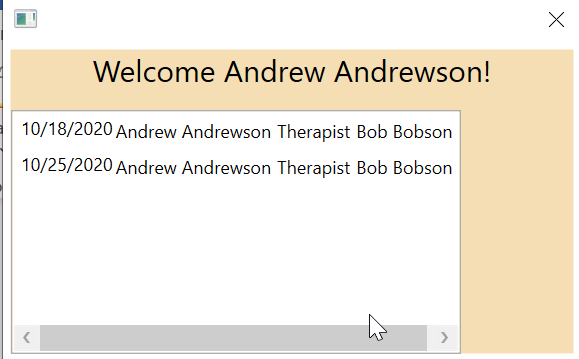 Welcome Andrew Andrewson!
10/18/2020 Andrew Andrewson Therapist Bob Bobson
10/25/2020 Andrew Andrewson Therapist Bob Bobson